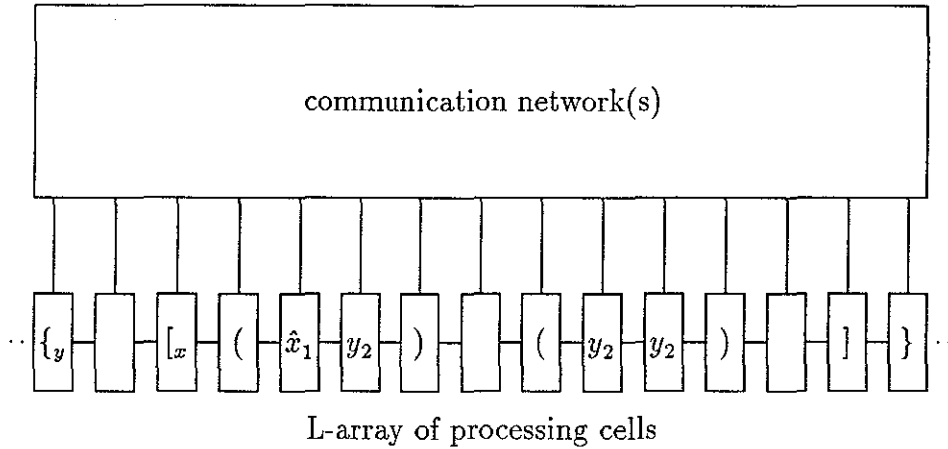 communication network(s)
·· {y [x ( x̂1 y2 ) ( y2 y2 ) ] } ··
L-array of processing cells